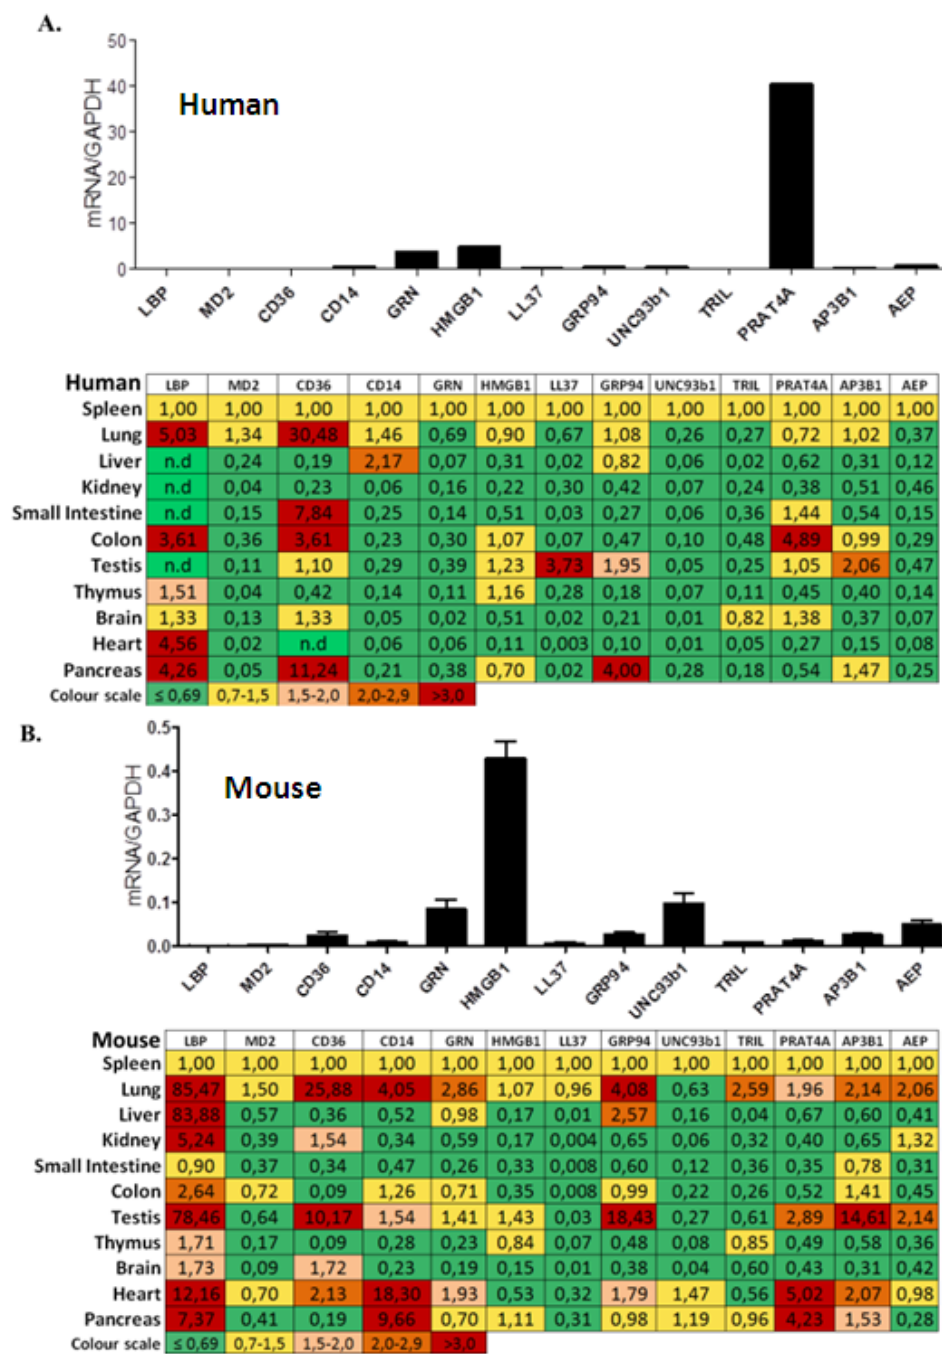 A.
mRNA/GAPDH
50
40
30
20
10
0
Human
LBP MD2 CD36 CD14 GRN HMGB1 LL37 GRP94 UNC93b1 TRIL PRAT4A AP3B1 AEP
Human LBP MD2 CD36 CD14 GRN HMGB1 LL37 GRP94 UNC93b1 TRIL PRAT4A AP3B1 AEP
Spleen 1,00 1,00 1,00 1,00 1,00 1,00 1,00 1,00 1,00 1,00 1,00 1,00 1,00
Lung 5,03 1,34 30,48 1,46 0,69 0,90 0,67 1,08 0,26 0,27 0,72 1,02 0,37
Liver n.d 0,24 0,19 2,17 0,07 0,31 0,02 0,82 0,06 0,02 0,62 0,31 0,12
Kidney n.d 0,04 0,23 0,06 0,16 0,22 0,30 0,42 0,07 0,24 0,38 0,51 0,46
Small Intestine n.d 0,15 7,84 0,25 0,14 0,51 0,03 0,27 0,06 0,36 1,44 0,54 0,15
Colon 3,61 0,36 3,61 0,23 0,30 1,07 0,07 0,47 0,10 0,48 4,89 0,99 0,29
Testis n.d 0,11 1,10 0,29 0,39 1,23 3,73 1,95 0,05 0,25 1,05 2,06 0,47
Thymus 1,51 0,04 0,42 0,14 0,11 1,16 0,28 0,18 0,07 0,11 0,45 0,40 0,14
Brain 1,33 0,13 1,33 0,05 0,02 0,51 0,02 0,21 0,01 0,82 1,38 0,37 0,07
Heart 4,56 0,02 n.d 0,06 0,06 0,11 0,003 0,10 0,01 0,05 0,27 0,15 0,08
Pancreas 4,26 0,05 11,24 0,21 0,38 0,70 0,02 4,00 0,28 0,18 0,54 1,47 0,25
Colour scale ≤ 0,69 0,7-1,5 1,5-2,0 2,0-2,9 >3,0
B.
mRNA/GAPDH
0.5
0.4
0.3
0.2
0.1
0.0
Mouse
LBP MD2 CD36 CD14 GRN HMGB1 LL37 GRP94 UNC93b1 TRIL PRAT4A AP3B1 AEP
Mouse LBP MD2 CD36 CD14 GRN HMGB1 LL37 GRP94 UNC93b1 TRIL PRAT4A AP3B1 AEP
Spleen 1,00 1,00 1,00 1,00 1,00 1,00 1,00 1,00 1,00 1,00 1,00 1,00 1,00
Lung 85,47 1,50 25,88 4,05 2,86 1,07 0,96 4,08 0,63 2,59 1,96 2,14 2,06
Liver 83,88 0,57 0,36 0,52 0,98 0,17 0,01 2,57 0,16 0,04 0,67 0,60 0,41
Kidney 5,24 0,39 1,54 0,34 0,59 0,17 0,004 0,65 0,06 0,32 0,40 0,65 1,32
Small Intestine 0,90 0,37 0,34 0,47 0,26 0,33 0,008 0,60 0,12 0,36 0,35 0,78 0,31
Colon 2,64 0,72 0,09 1,26 0,71 0,35 0,008 0,99 0,22 0,26 0,52 1,41 0,45
Testis 78,46 0,64 10,17 1,54 1,41 1,43 0,03 18,43 0,27 0,61 2,89 14,61 2,14
Thymus 1,71 0,17 0,09 0,28 0,23 0,84 0,07 0,48 0,08 0,85 0,49 0,58 0,36
Brain 1,73 0,09 1,72 0,23 0,19 0,15 0,01 0,38 0,04 0,60 0,43 0,31 0,42
Heart 12,16 0,70 2,13 18,30 1,93 0,53 0,32 1,79 1,47 0,56 5,02 2,07 0,98
Pancreas 7,37 0,41 0,19 9,66 0,70 1,11 0,31 0,98 1,19 0,96 4,23 1,53 0,28
Colour scale ≤ 0,69 0,7-1,5 1,5-2,0 2,0-2,9 >3,0